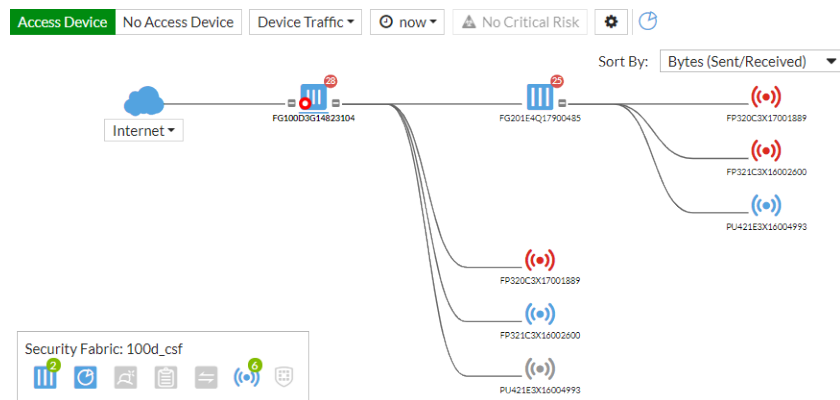 Access Device
No Access Device
Device Traffic
now
No Critical Risk
Sort By:
Bytes (Sent/Received)
28
25
Internet
FG100D3G14823104
FG201E4Q17900485
FP320C3X17001889
FP321C3X16002600
PU421E3X16004993
FP320C3X17001889
FP321C3X16002600
PU421E3X16004993
Security Fabric: 100d_csf
2
6